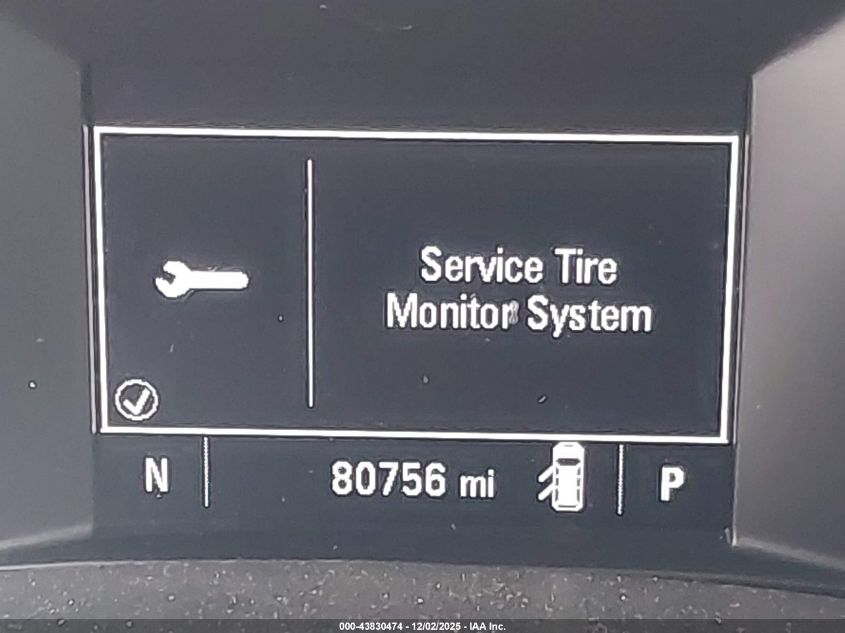 Service Tire
Monitor System
N
80756 mi
P
000-43830474 - 12/02/2025 - IAA Inc.